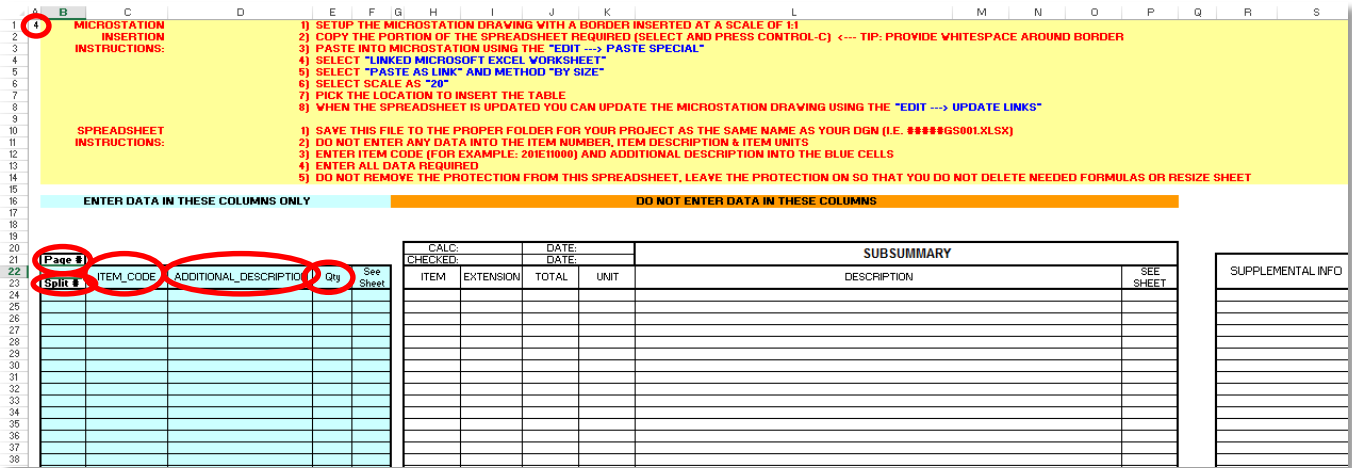 A B C D E F G H I J K L M N O P Q R S
1 4 MICROSTATION 1) SETUP THE MICROSTATION DRAWING WITH A BORDER INSERTED AT A SCALE OF 1:1
2 INSERTION 2) COPY THE PORTION OF THE SPREADSHEET REQUIRED (SELECT AND PRESS CONTROL-C) <--- TIP: PROVIDE WHITESPACE AROUND BORDER
3 INSTRUCTIONS: 3) PASTE INTO MICROSTATION USING THE "EDIT ---> PASTE SPECIAL"
4 4) SELECT "LINKED MICROSOFT EXCEL WORKSHEET"
5 5) SELECT "PASTE AS LINK" AND METHOD "BY SIZE"
6 6) SELECT SCALE AS "20"
7 7) PICK THE LOCATION TO INSERT THE TABLE
8 8) WHEN THE SPREADSHEET IS UPDATED YOU CAN UPDATE THE MICROSTATION DRAWING USING THE "EDIT ---> UPDATE LINKS"
9
10 SPREADSHEET 1) SAVE THIS FILE TO THE PROPER FOLDER FOR YOUR PROJECT AS THE SAME NAME AS YOUR DGN (I.E. #####GS001.XLSX)
11 INSTRUCTIONS: 2) DO NOT ENTER ANY DATA INTO THE ITEM NUMBER, ITEM DESCRIPTION & ITEM UNITS
12 3) ENTER ITEM CODE (FOR EXAMPLE: 201E11000) AND ADDITIONAL DESCRIPTION INTO THE BLUE CELLS
13 4) ENTER ALL DATA REQUIRED
14 5) DO NOT REMOVE THE PROTECTION FROM THIS SPREADSHEET, LEAVE THE PROTECTION ON SO THAT YOU DO NOT DELETE NEEDED FORMULAS OR RESIZE SHEET
15
16 ENTER DATA IN THESE COLUMNS ONLY DO NOT ENTER DATA IN THESE COLUMNS
17
18
19
20 CALC: DATE: SUBSUMMARY
21 Page # CHECKED: DATE:
22 ITEM_CODE ADDITIONAL_DESCRIPTION Qty See Sheet ITEM EXTENSION TOTAL UNIT DESCRIPTION SEE SHEET SUPPLEMENTAL INFO
23 Split #
24
25
26
27
28
29
30
31
32
33
34
35
36
37
38